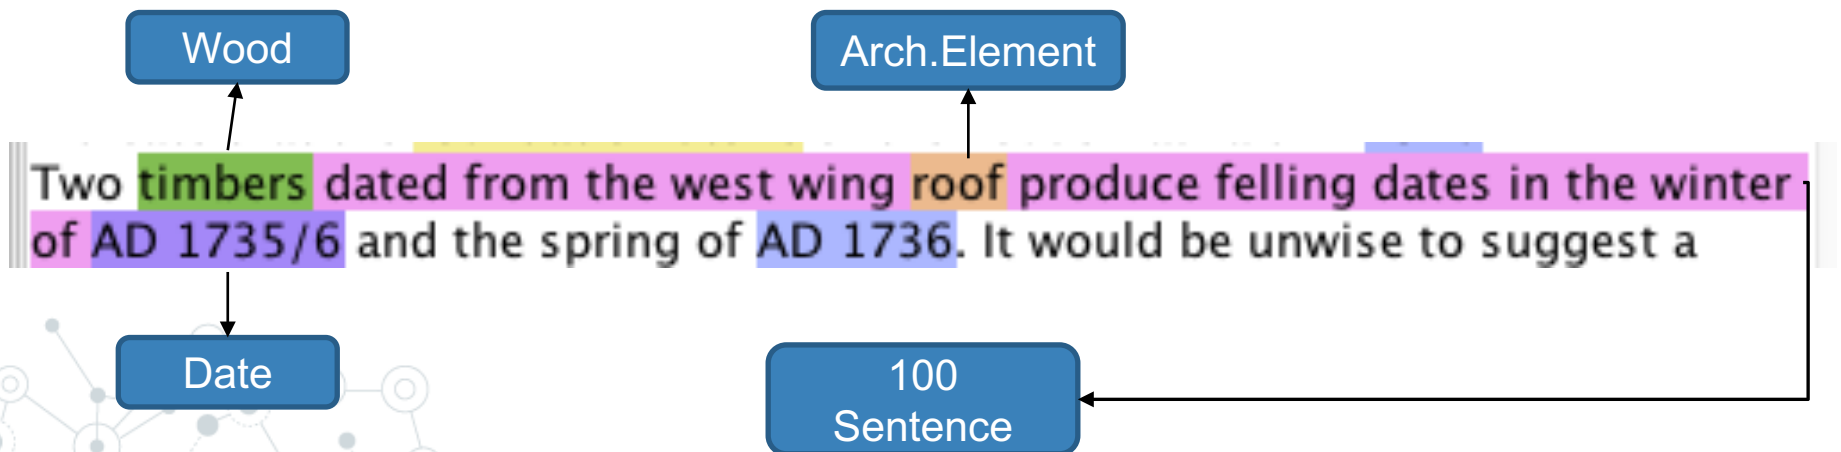 Wood
Arch.Element
Two timbers dated from the west wing roof produce felling dates in the winter
of AD 1735/6 and the spring of AD 1736. It would be unwise to suggest a
Date
100
Sentence